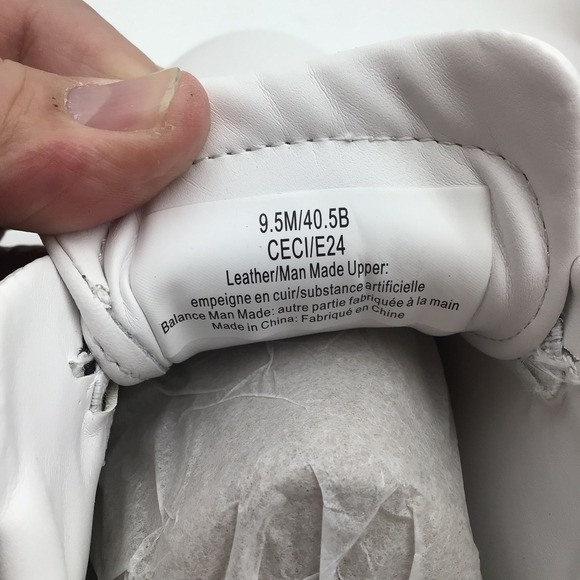 9.5M/40.5B
CECI/E24
Leather/Man Made Upper:
empeigne en cuir/substance artificielle
Balance Man Made: autre partie fabriquée à la main
Made in China: Fabriqué en Chine